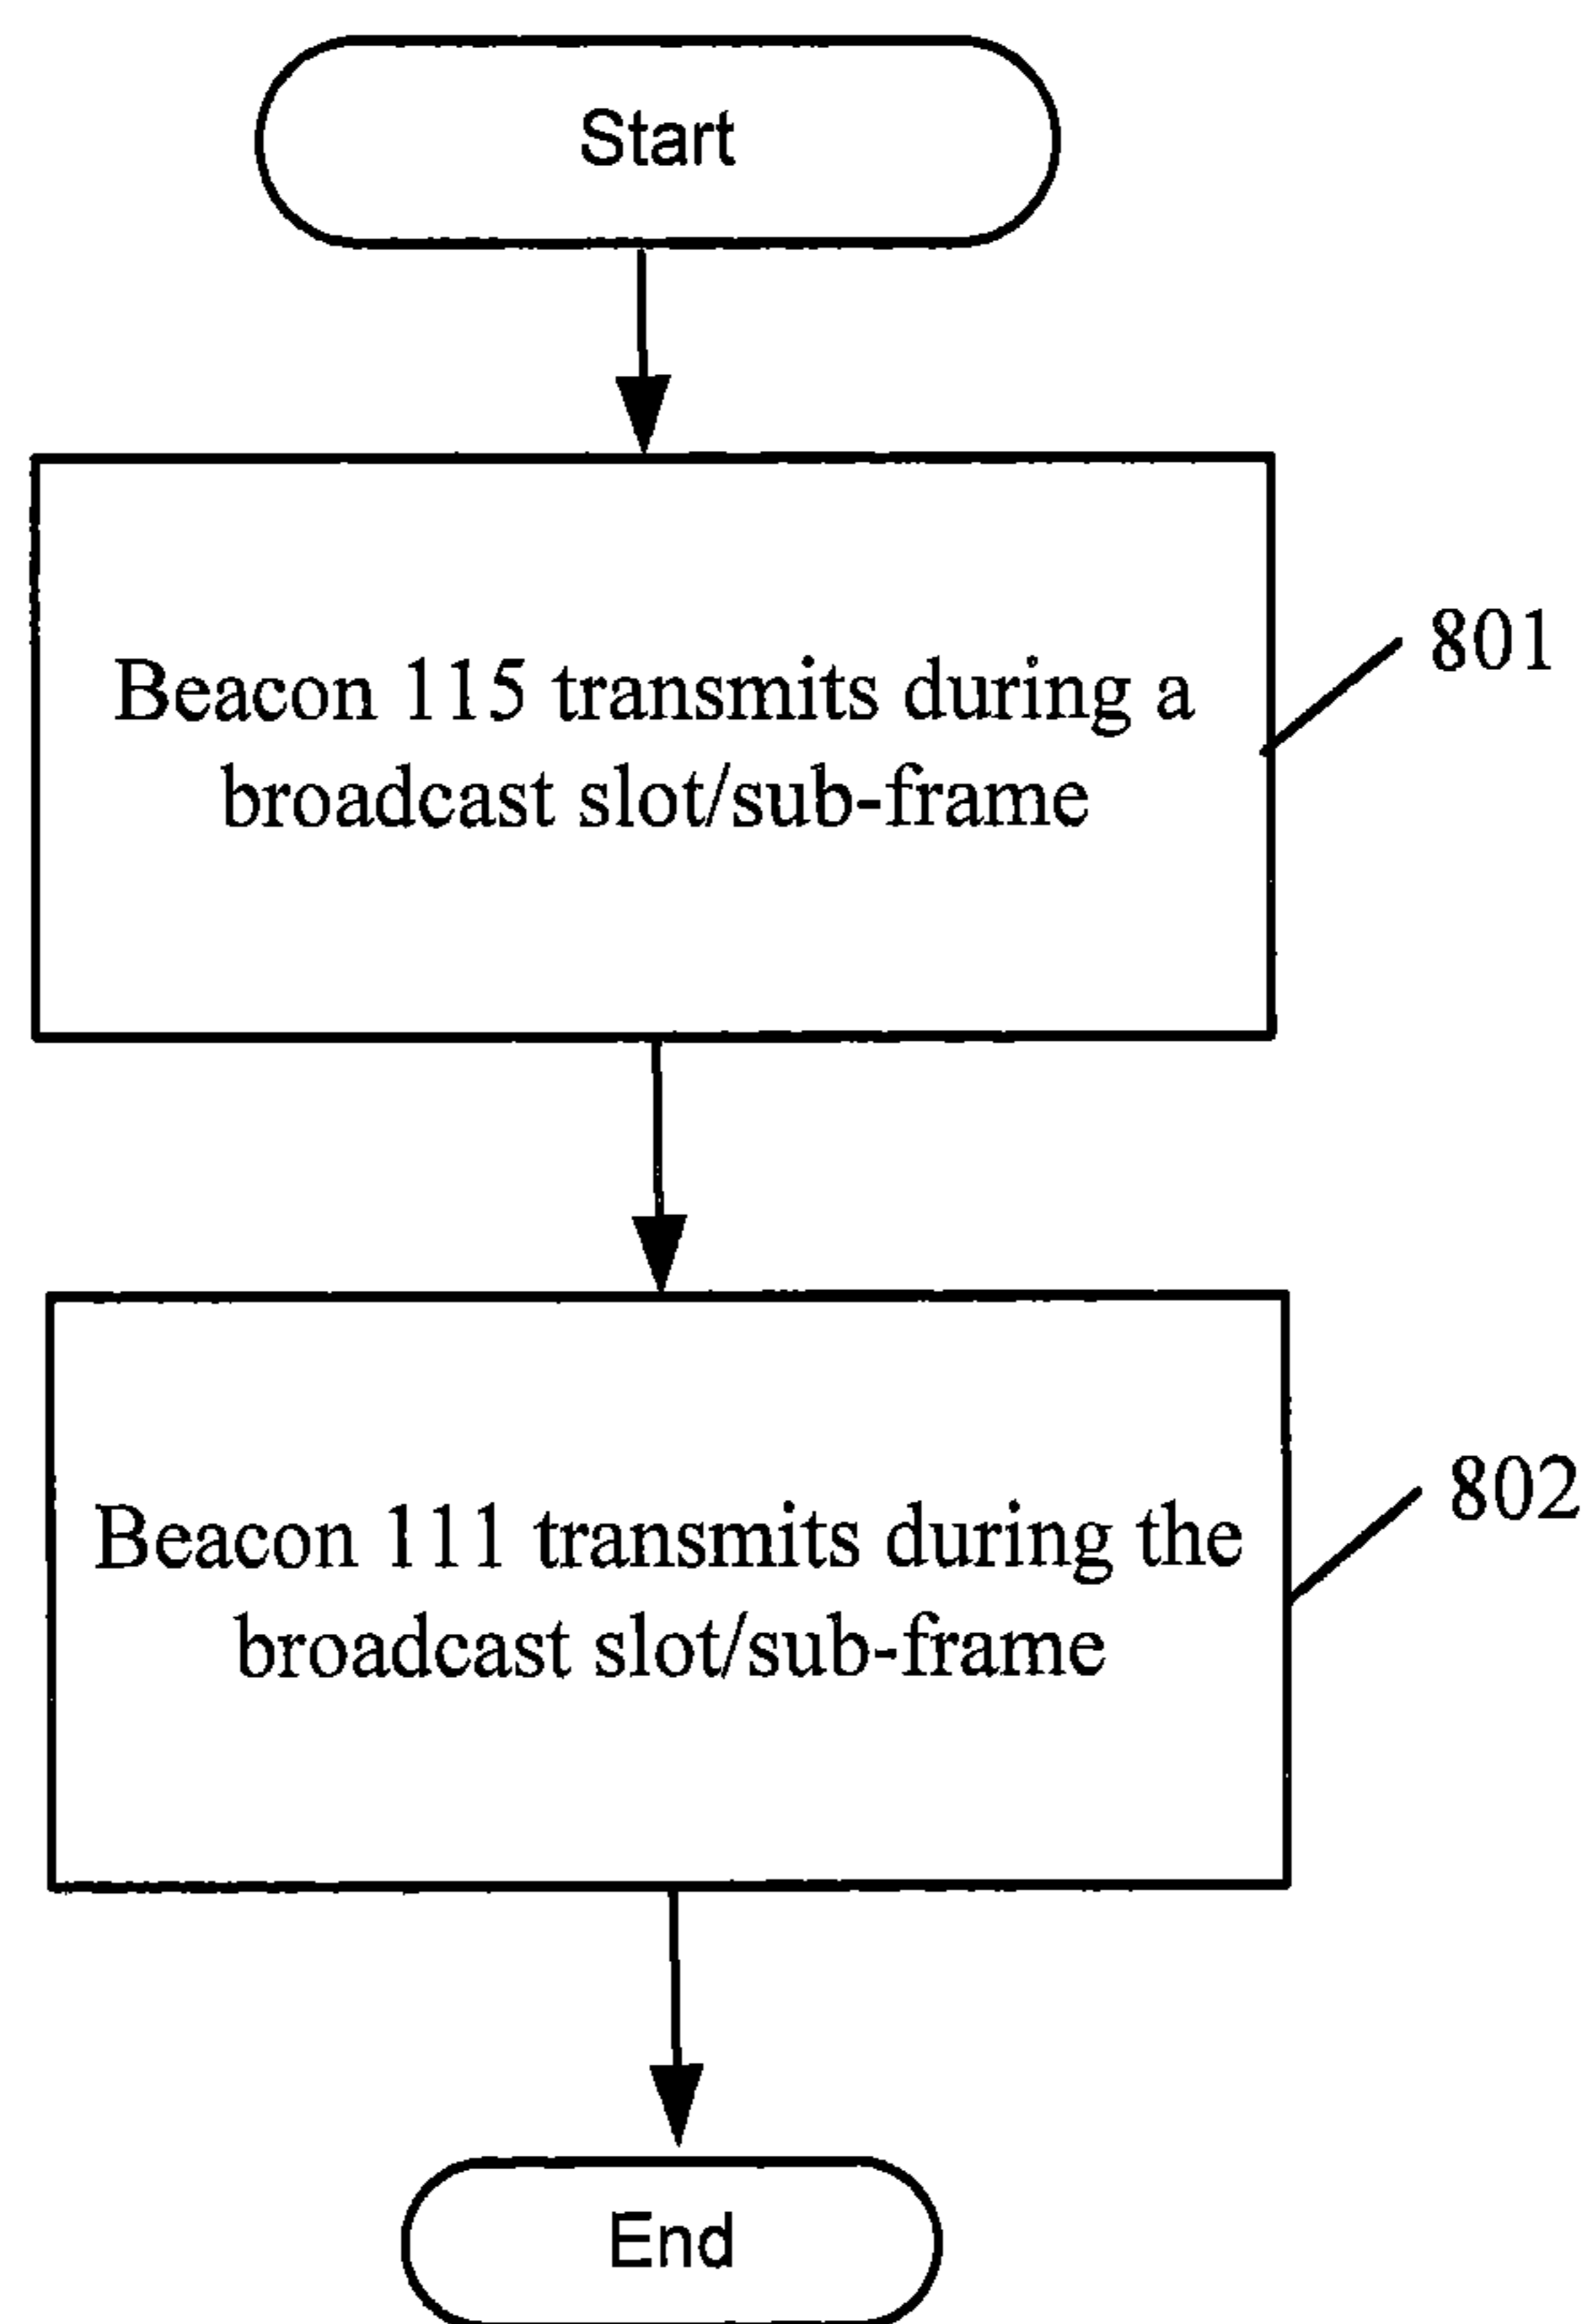 Start
Beacon 115 transmits during a
broadcast slot/sub-frame
801
Beacon 111 transmits during the
broadcast slot/sub-frame
802
End